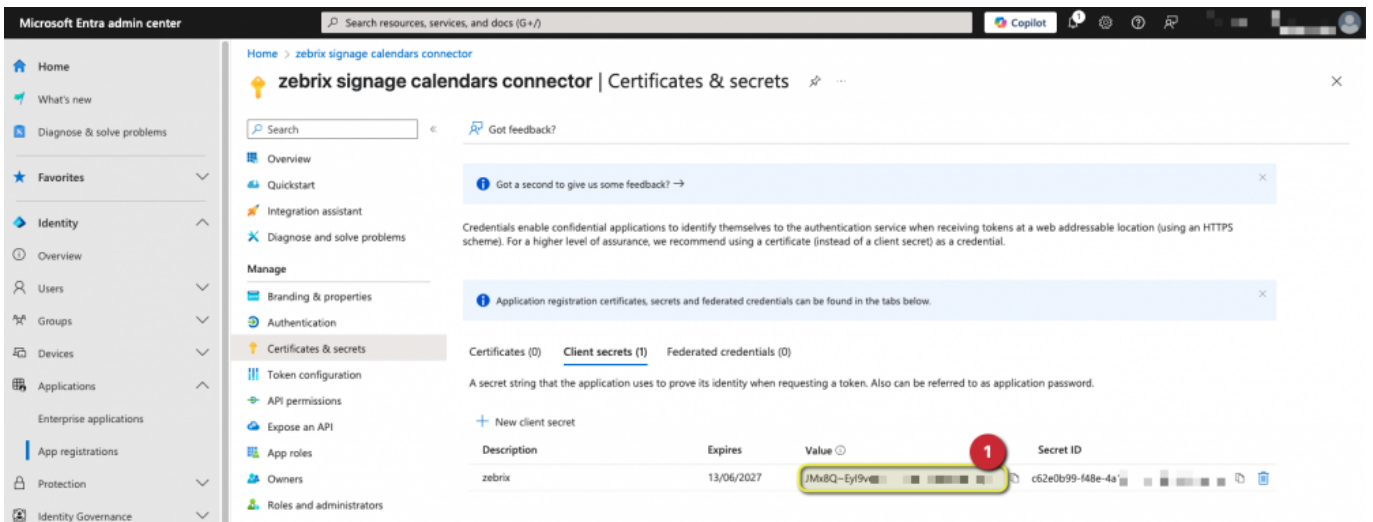 Microsoft Entra admin center
Search resources, services, and docs (G+/)
Copilot
1
Home
What's new
Diagnose & solve problems
Favorites
Identity
Overview
Users
Groups
Devices
Applications
Enterprise applications
App registrations
Protection
Identity Governance
Home > zebrix signage calendars connector
zebrix signage calendars connector | Certificates & secrets
Search
Overview
Quickstart
Integration assistant
Diagnose and solve problems
Manage
Branding & properties
Authentication
Certificates & secrets
Token configuration
API permissions
Expose an API
App roles
Owners
Roles and administrators
Got feedback?
Got a second to give us some feedback? →
Credentials enable confidential applications to identify themselves to the authentication service when receiving tokens at a web addressable location (using an HTTPS
scheme). For a higher level of assurance, we recommend using a certificate (instead of a client secret) as a credential.
Application registration certificates, secrets and federated credentials can be found in the tabs below.
Certificates (0) Client secrets (1) Federated credentials (0)
A secret string that the application uses to prove its identity when requesting a token. Also can be referred to as application password.
New client secret
Description Expires Value 1 Secret ID
zebrix 13/06/2027